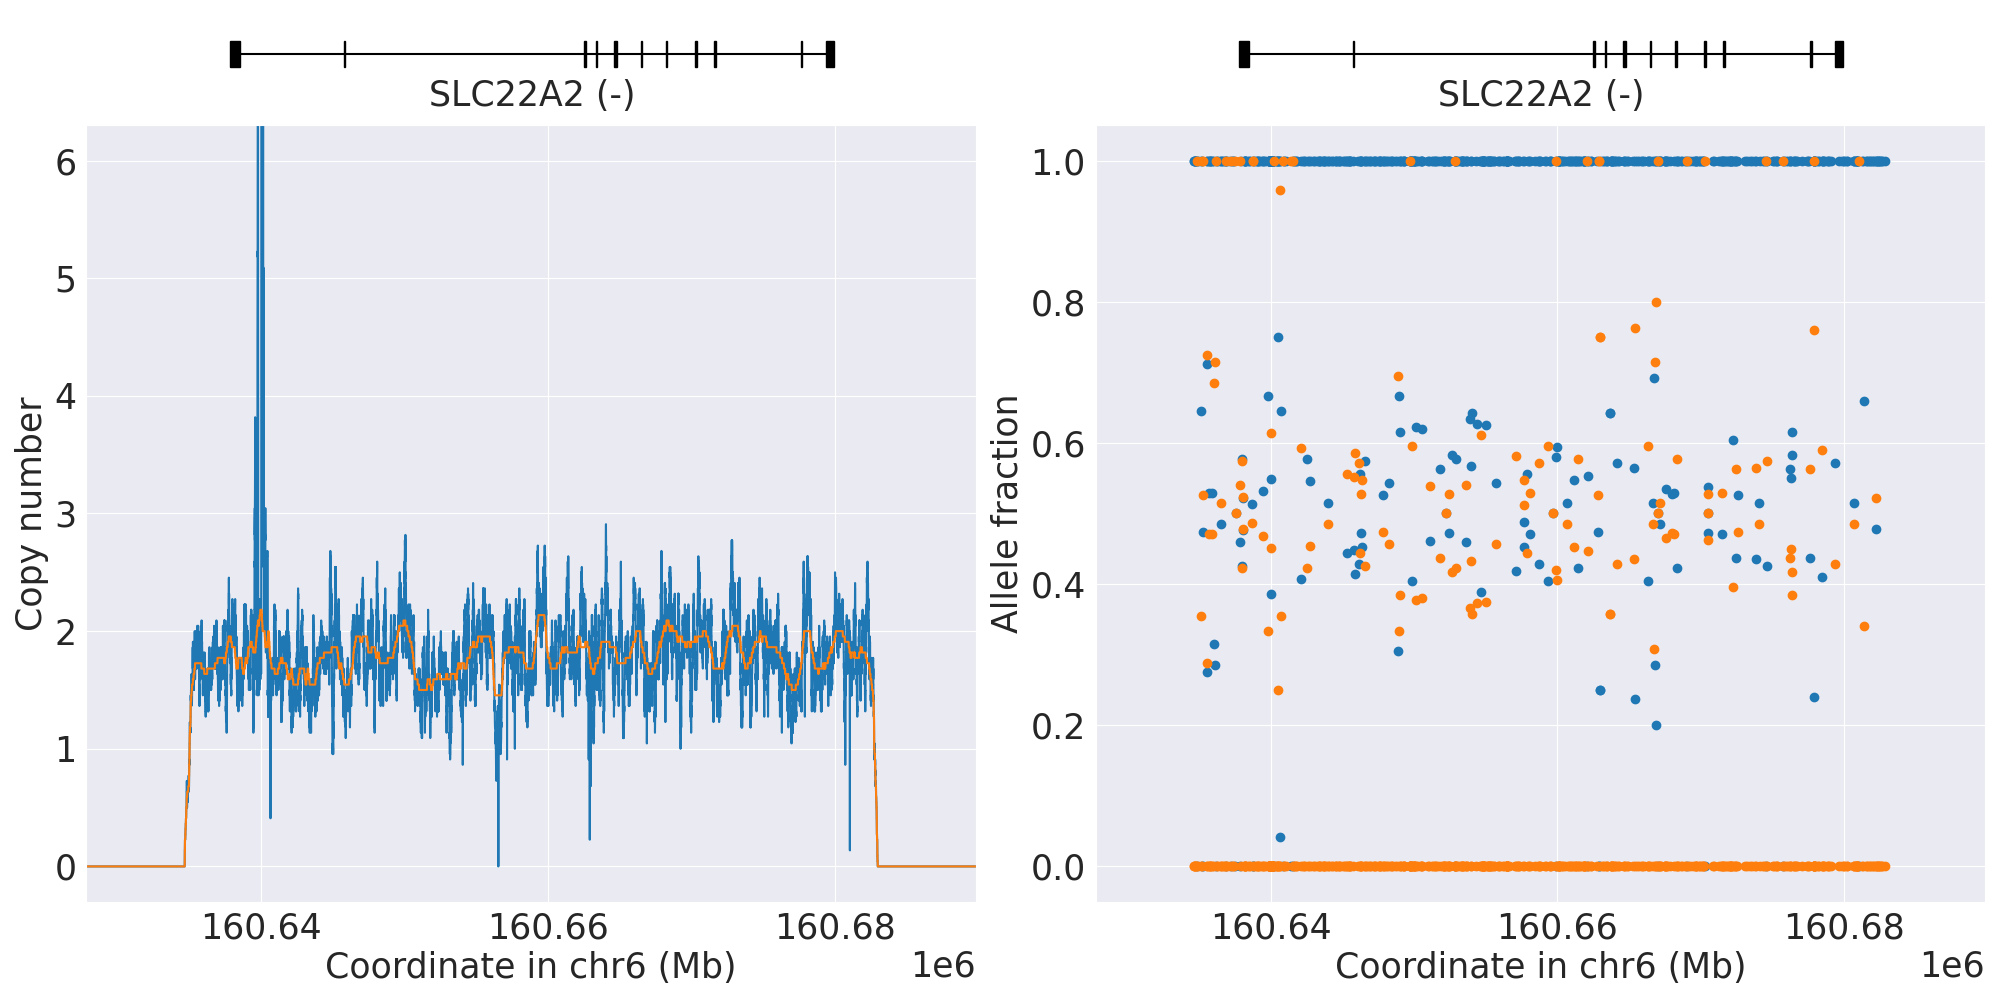 SLC22A2 (-)
6
5
4
3
2
1
0
Copy number
160.64
160.66
160.68
Coordinate in chr6 (Mb)
1e6
SLC22A2 (-)
1.0
0.8
0.6
0.4
0.2
0.0
Allele fraction
160.64
160.66
160.68
Coordinate in chr6 (Mb)
1e6